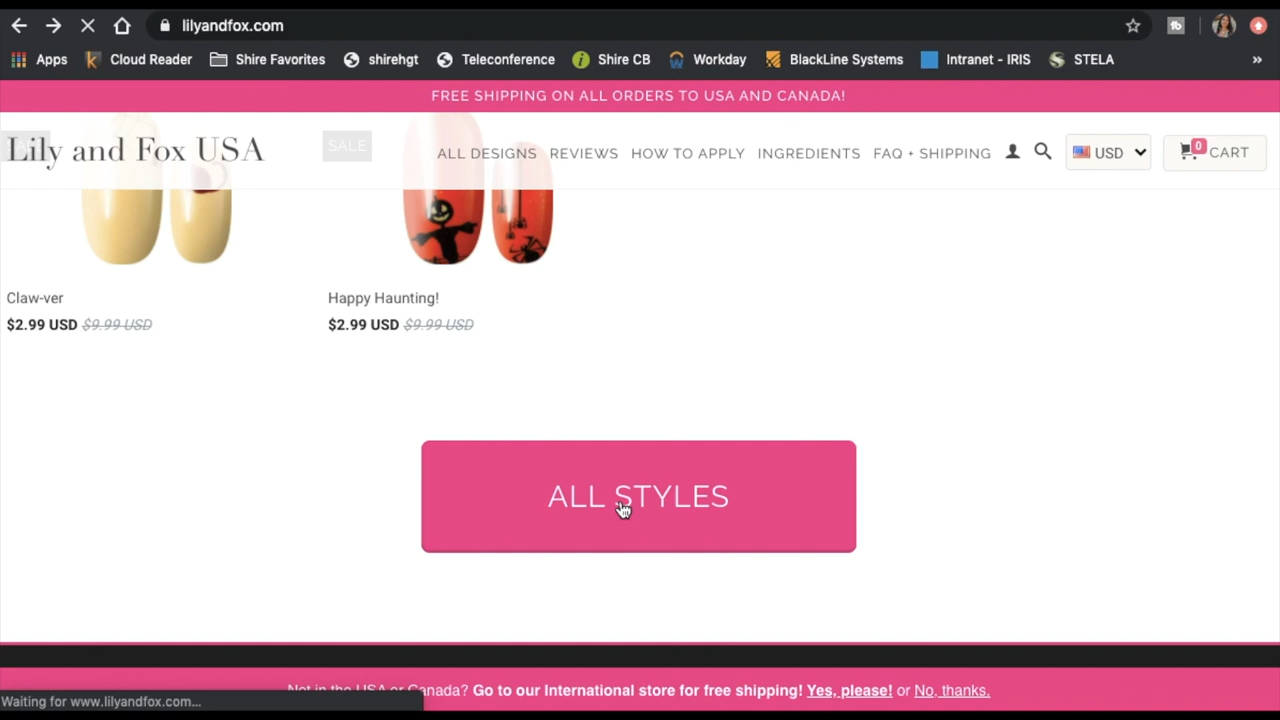 lilyandfox.com
Apps Cloud Reader Shire Favorites shirehgt Teleconference Shire CB Workday BlackLine Systems Intranet - IRIS STELA »
FREE SHIPPING ON ALL ORDERS TO USA AND CANADA!
Lily and Fox USA SALE ALL DESIGNS REVIEWS HOW TO APPLY INGREDIENTS FAQ + SHIPPING USD 0 CART
Claw-ver Happy Haunting!
$2.99 USD $9.99 USD $2.99 USD $9.99 USD
ALL STYLES
Not in the USA or Canada? Go to our International store for free shipping! Yes, please! or No, thanks.
Waiting for www.lilyandfox.com...